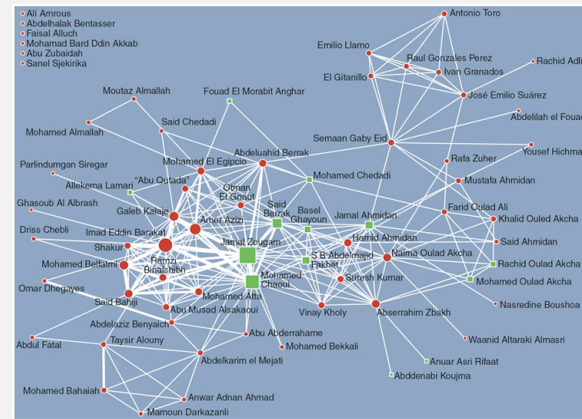 Ali Amrous
Abdelhalak Bentasser
Faisal Alluch
Mohamad Bard Ddin Akkab
Abu Zubaidah
Sanel Sjekirika
Antonio Toro
Emilio Llamo
Raul Gonzales Perez
Rachid Adli
Ivan Granados
El Gitanillo
José Emilio Suárez
Moutaz Almallah
Fouad El Morabit Anghar
Abdelilah el Fouad
Said Chedadi
Mohamed Almallah
Semaan Gaby Eid
Yousef Hichman
Mohamed El Egipcio
Abdeluahid Berrak
Rafa Zuher
Parlindumgan Siregar
"Abu Outada"
Mohamed Chedadi
Mustafa Ahmidan
Allekema Lamari
Otman El Gnaut
Ghasoub Al Albrash
Galeb Kalaje
Amer Azizi
Said Berrak
Basel Ghayoun
Jamal Ahmidan
Farid Oulad Ali
Khalid Ouled Akcha
Driss Chebli
Imad Eddin Barakat
Shakur
Jamal Zougam
Hamid Ahmidan
Said Ahmidan
Naima Oulad Akcha
Ramzi Binalshibh
S B Abdelmajid Fakhet
Rachid Oulad Akcha
Mohamed Belfatmi
Mohamed Chaoui
Suresh Kumar
Mohamed Oulad Akcha
Omar Dhegayes
Said Bahiji
Mohamed Atta
Abu Musad Alsakaoui
Vinay Kholy
Abserrahim Zbakh
Nasredine Boushoa
Abdelaziz Benyaich
Abu Abderrahame
Abdul Fatal
Taysir Alouny
Mohamed Bekkali
Waanid Altaraki Almasri
Abdelkarim el Mejati
Anuar Asri Rifaat
Abddenabi Koujma
Mohamed Bahaiah
Anwar Adnan Ahmad
Mamoun Darkazanli